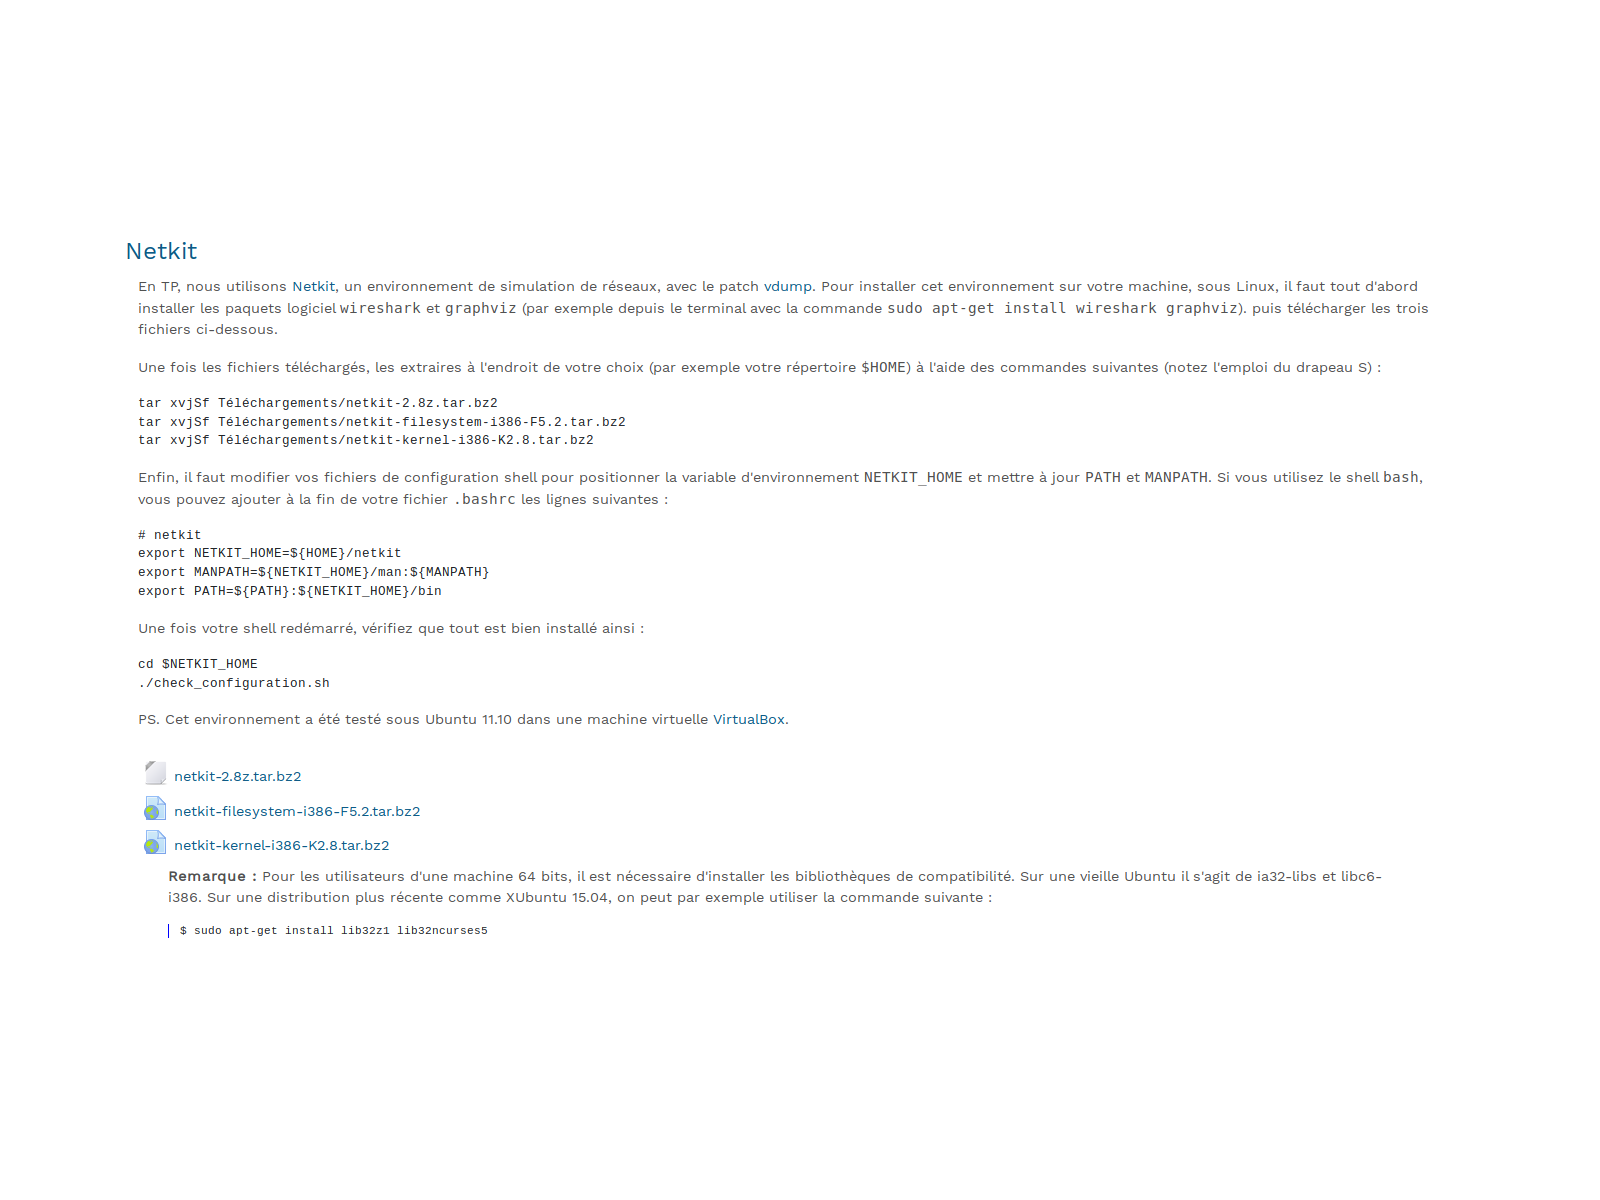 Netkit
En TP, nous utilisons Netkit, un environnement de simulation de réseaux, avec le patch vdump. Pour installer cet environnement sur votre machine, sous Linux, il faut tout d'abord
installer les paquets logiciel wireshark et graphviz (par exemple depuis le terminal avec la commande sudo apt-get install wireshark graphviz). puis télécharger les trois
fichiers ci-dessous.
Une fois les fichiers téléchargés, les extraires à l'endroit de votre choix (par exemple votre répertoire $HOME) à l'aide des commandes suivantes (notez l'emploi du drapeau S) :
tar xvjSf Téléchargements/netkit-2.8z.tar.bz2
tar xvjSf Téléchargements/netkit-filesystem-i386-F5.2.tar.bz2
tar xvjSf Téléchargements/netkit-kernel-i386-K2.8.tar.bz2
Enfin, il faut modifier vos fichiers de configuration shell pour positionner la variable d'environnement NETKIT_HOME et mettre à jour PATH et MANPATH. Si vous utilisez le shell bash,
vous pouvez ajouter à la fin de votre fichier .bashrc les lignes suivantes :
# netkit
export NETKIT_HOME=${HOME}/netkit
export MANPATH=${NETKIT_HOME}/man:${MANPATH}
export PATH=${PATH}:${NETKIT_HOME}/bin
Une fois votre shell redémarré, vérifiez que tout est bien installé ainsi :
cd $NETKIT_HOME
./check_configuration.sh
PS. Cet environnement a été testé sous Ubuntu 11.10 dans une machine virtuelle VirtualBox.
netkit-2.8z.tar.bz2
netkit-filesystem-i386-F5.2.tar.bz2
netkit-kernel-i386-K2.8.tar.bz2
Remarque : Pour les utilisateurs d'une machine 64 bits, il est nécessaire d'installer les bibliothèques de compatibilité. Sur une vieille Ubuntu il s'agit de ia32-libs et libc6-
i386. Sur une distribution plus récente comme XUbuntu 15.04, on peut par exemple utiliser la commande suivante :
$ sudo apt-get install lib32z1 lib32ncurses5